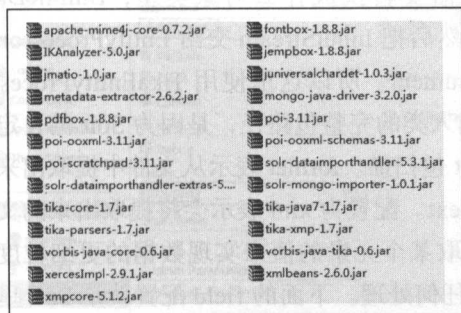 apache-mime4j-core-0.7.2.jar
fontbox-1.8.8.jar
IKAnalyzer-5.0.jar
jempbox-1.8.8.jar
jmatio-1.0.jar
juniversalchardet-1.0.3.jar
metadata-extractor-2.6.2.jar
mongo-java-driver-3.2.0.jar
pdfbox-1.8.8.jar
poi-3.11.jar
poi-ooxml-3.11.jar
poi-ooxml-schemas-3.11.jar
poi-scratchpad-3.11.jar
solr-dataimporthandler-5.3.1.jar
solr-dataimporthandler-extras-5....
solr-mongo-importer-1.0.1.jar
tika-core-1.7.jar
tika-java7-1.7.jar
tika-parsers-1.7.jar
tika-xmp-1.7.jar
vorbis-java-core-0.6.jar
vorbis-java-tika-0.6.jar
xercesImpl-2.9.1.jar
xmlbeans-2.6.0.jar
xmpcore-5.1.2.jar